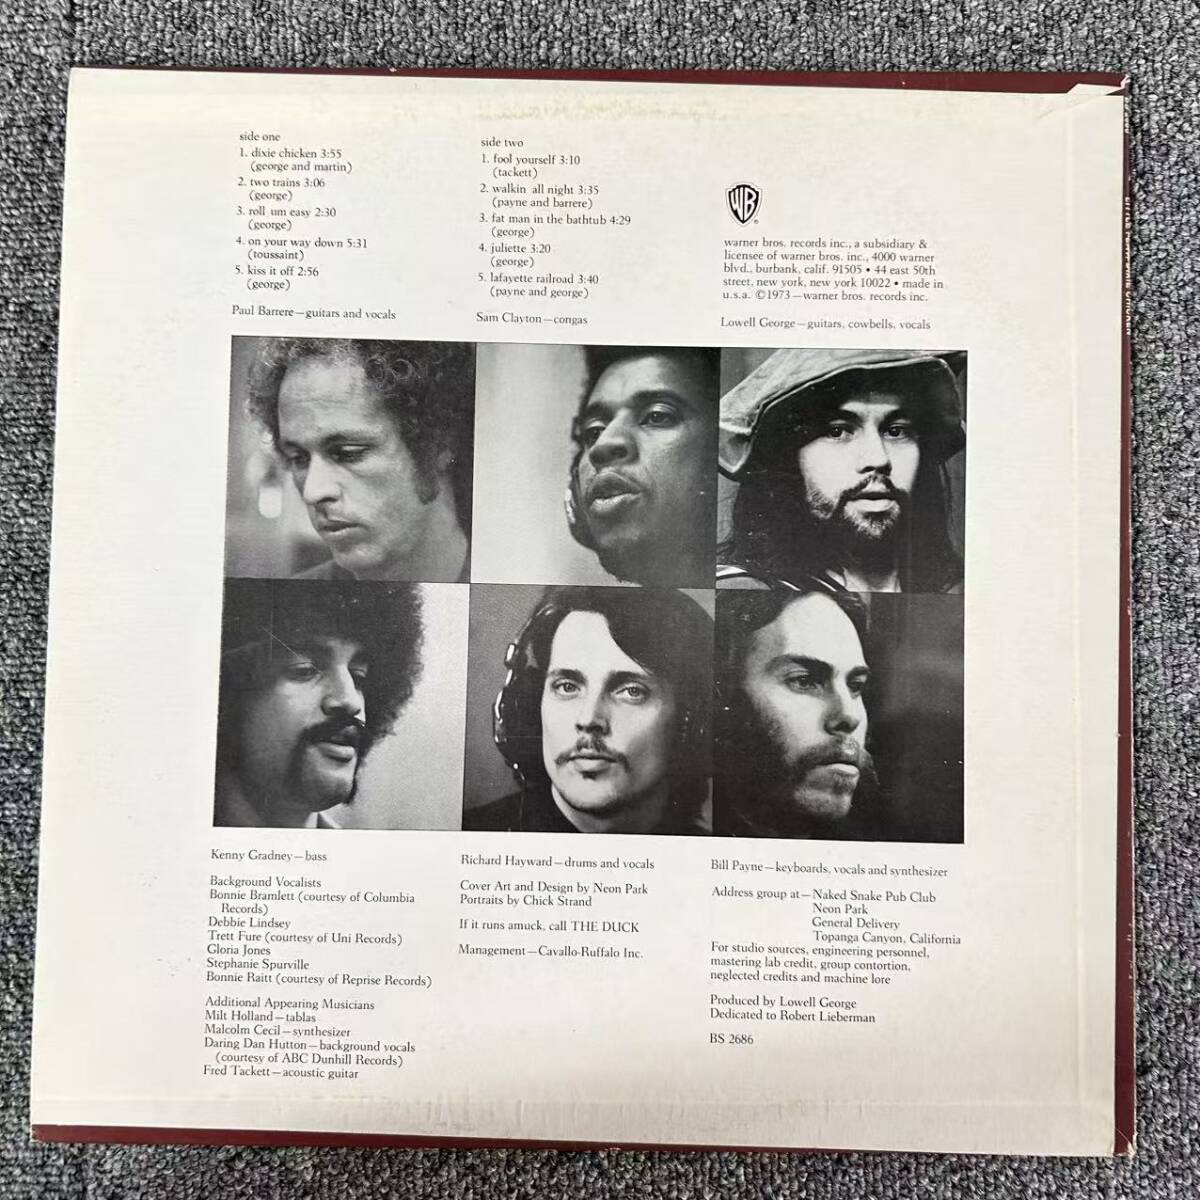 side one
1. dixie chicken 3:55
(george and martin)
2. two trains 3:06
(george)
3. roll um easy 2:30
(george)
4. on your way down 5:31
(toussaint)
5. kiss it off 2:56
(george)
Paul Barrere—guitars and vocals
side two
1. fool yourself 3:10
(tackett)
2. walkin all night 3:35
(payne and barrere)
3. fat man in the bathtub 4:29
(george)
4. juliette 3:20
(george)
5. lafayette railroad 3:40
(payne and george)
Sam Clayton—congas
WB
warner bros. records inc., a subsidiary &
licensee of warner bros. inc., 4000 warner
blvd., burbank, calif. 91505 • 44 east 50th
street, new york, new york 10022 • made in
u.s.a. ©1973—warner bros. records inc.
Lowell George—guitars, cowbells, vocals
Kenny Gradney—bass
Background Vocalists
Bonnie Bramlett (courtesy of Columbia
Records)
Debbie Lindsey
Trett Fure (courtesy of Uni Records)
Gloria Jones
Stephanie Spurville
Bonnie Raitt (courtesy of Reprise Records)
Additional Appearing Musicians
Milt Holland—tablas
Malcolm Cecil—synthesizer
Daring Dan Hutton—background vocals
(courtesy of ABC Dunhill Records)
Fred Tackett—acoustic guitar
Richard Hayward—drums and vocals
Cover Art and Design by Neon Park
Portraits by Chick Strand
If it runs amuck, call THE DUCK
Management—Cavallo-Ruffalo Inc.
Bill Payne—keyboards, vocals and synthesizer
Address group at—Naked Snake Pub Club
Neon Park
General Delivery
Topanga Canyon, California
For studio sources, engineering personnel,
mastering lab credit, group contortion,
neglected credits and machine lore
Produced by Lowell George
Dedicated to Robert Lieberman
BS 2686